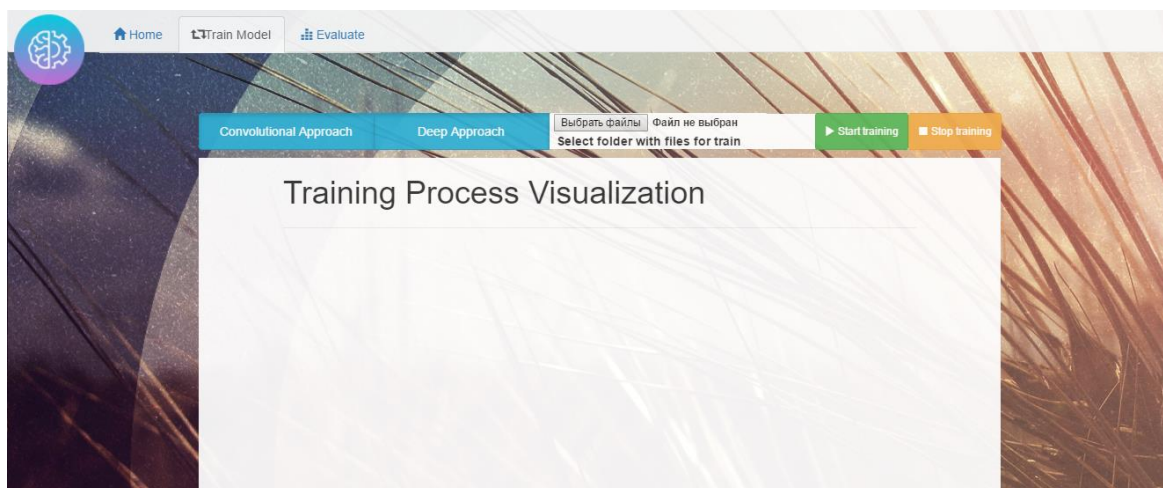 Home Train Model Evaluate
Convolutional Approach Deep Approach Выбрать файлы Файл не выбран Start training Stop training
Select folder with files for train
Training Process Visualization